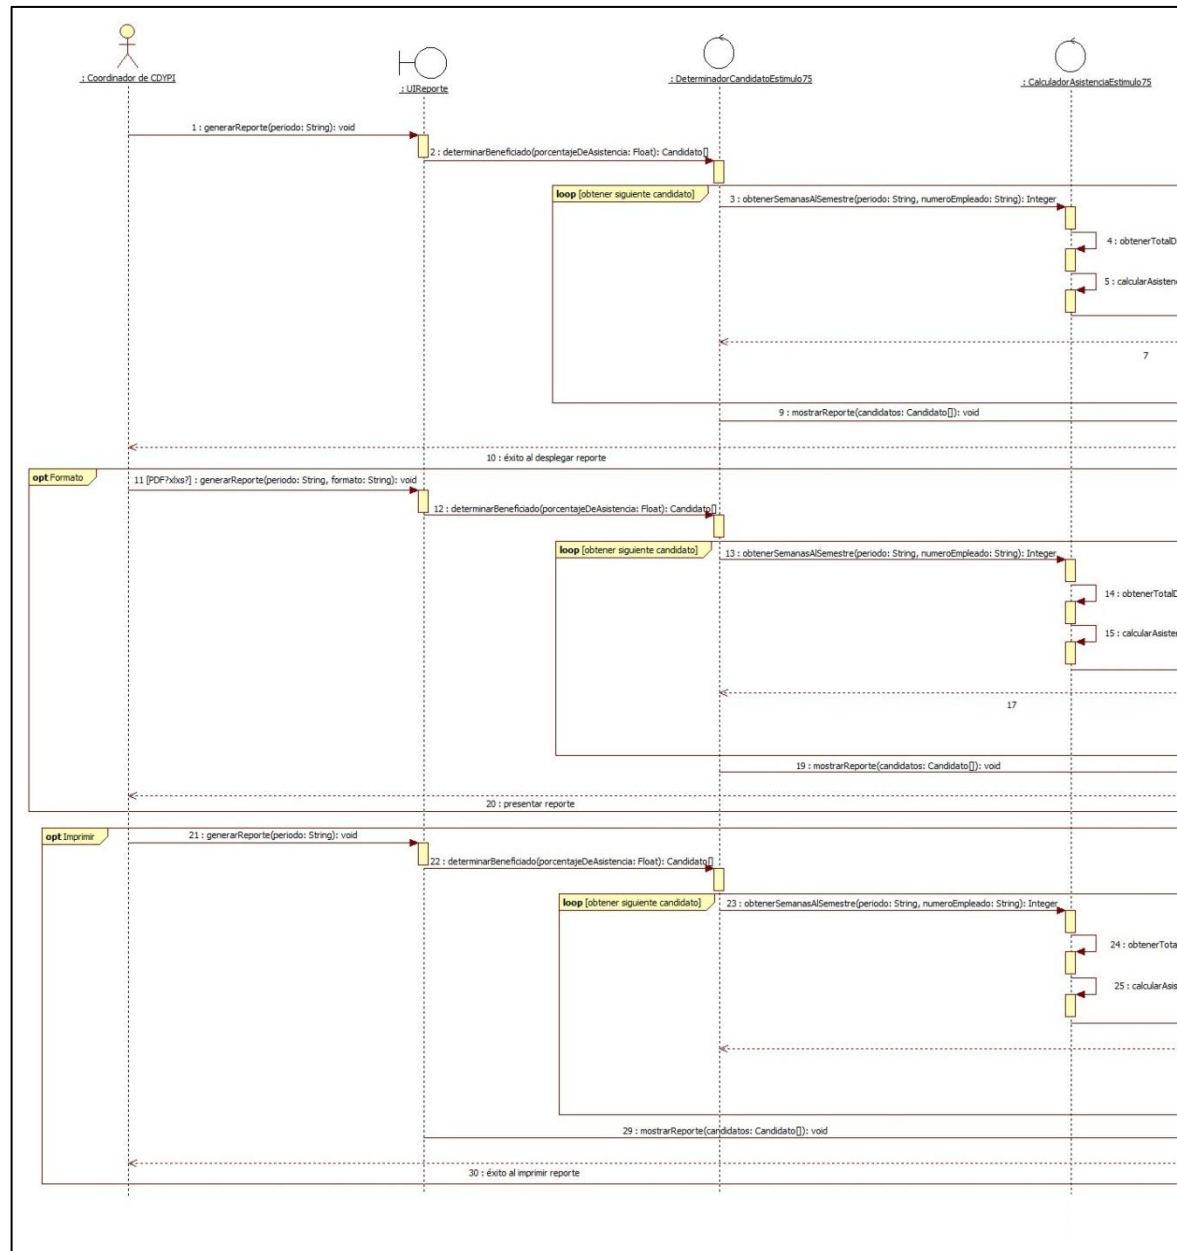 : Coordinador de CDYPI
: UIReporte
: DeterminadorCandidatoEstimulo75
: CalculadorAsistenciaEstimulo75
1 : generarReporte(periodo: String): void
2 : determinarBeneficiado(porcentajeDeAsistencia: Float): Candidato[]
loop [obtener siguiente candidato]
3 : obtenerSemanasAlSemestre(periodo: String, numeroEmpleado: String): Integer
4 : obtenerTotalD
5 : calcularAsisten
7
9 : mostrarReporte(candidatos: Candidato[]): void
10 : éxito al desplegar reporte
opt Formato
11 [PDF?xlxs?] : generarReporte(periodo: String, formato: String): void
12 : determinarBeneficiado(porcentajeDeAsistencia: Float): Candidato[]
loop [obtener siguiente candidato]
13 : obtenerSemanasAlSemestre(periodo: String, numeroEmpleado: String): Integer
14 : obtenerTotalD
15 : calcularAsister
17
19 : mostrarReporte(candidatos: Candidato[]): void
20 : presentar reporte
opt Imprimir
21 : generarReporte(periodo: String): void
22 : determinarBeneficiado(porcentajeDeAsistencia: Float): Candidato[]
loop [obtener siguiente candidato]
23 : obtenerSemanasAlSemestre(periodo: String, numeroEmpleado: String): Integer
24 : obtenerTota
25 : calcularAsis
29 : mostrarReporte(candidatos: Candidato[]): void
30 : éxito al imprimir reporte